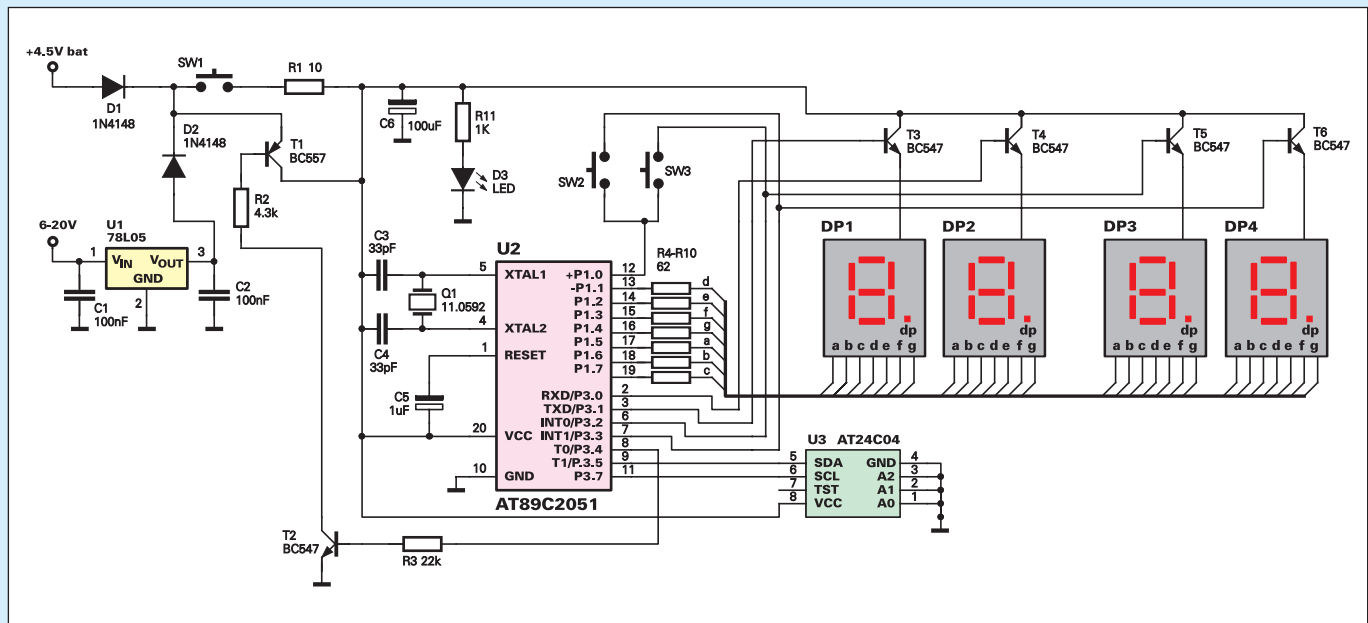 +4.5V bat
D1
1N4148
SW1
R1 10
D2
1N4148
T1
BC557
R2
4.3k
C6
100uF
R11
1K
D3
LED
SW2
SW3
T3
BC547
T4
BC547
T5
BC547
T6
BC547
6-20V
U1
78L05
1
VIN
VOUT
3
GND
2
C1
100nF
C2
100nF
C3
33pF
Q1
11.0592
C4
33pF
C5
1uF
U2
5 XTAL1
4 XTAL2
1 RESET
20 VCC
10 GND
+P1.0 12
-P1.1 13
P1.2 14
P1.3 15
P1.4 16
P1.5 17
P1.6 18
P1.7 19
RXD/P3.0 2
TXD/P3.1 3
INT0/P3.2 6
INT1/P3.3 7
T0/P3.4 8
T1/P.3.5 9
P3.7 11
AT89C2051
R4-R10
62
d
e
f
g
a
b
c
DP1
dp
a b c d e f g
DP2
dp
a b c d e f g
DP3
dp
a b c d e f g
DP4
dp
a b c d e f g
U3 AT24C04
5 SDA GND 4
6 SCL A2 3
7 TST A1 2
8 VCC A0 1
T2
BC547
R3 22k